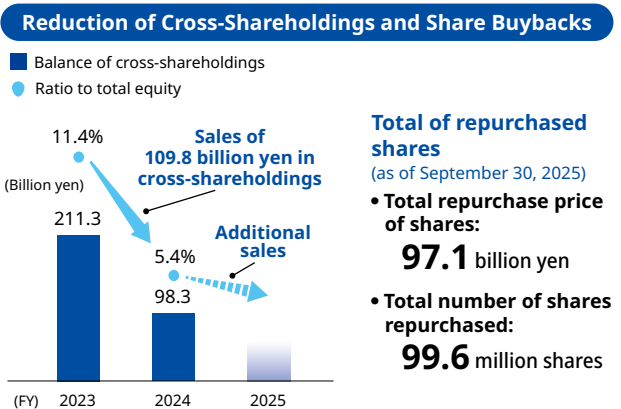 Reduction of Cross-Shareholdings and Share Buybacks
Balance of cross-shareholdings
Ratio to total equity
11.4%
Sales of
109.8 billion yen in
cross-shareholdings
(Billion yen)
211.3
Additional
sales
5.4%
98.3
(FY) 2023 2024 2025
Total of repurchased
shares
(as of September 30, 2025)
• Total repurchase price
of shares:
97.1 billion yen
• Total number of shares
repurchased:
99.6 million shares